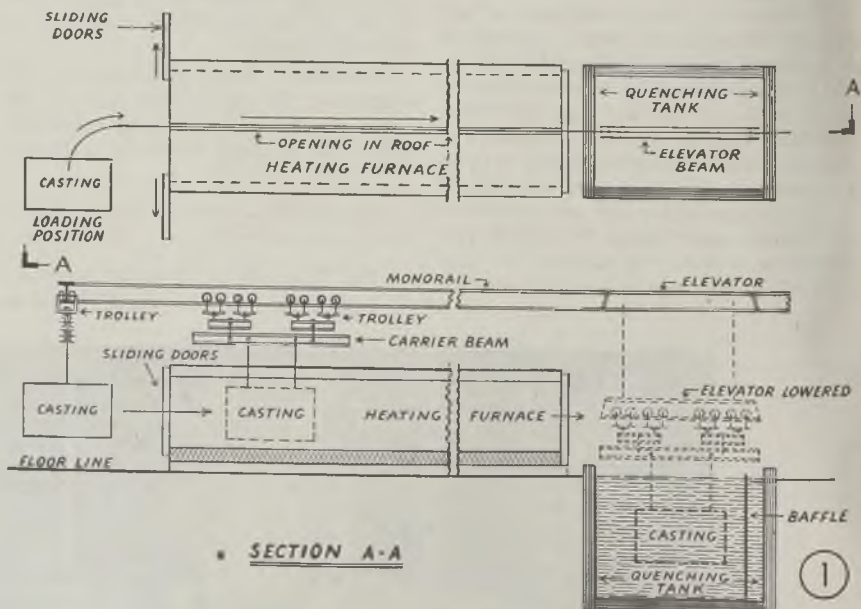 SLIDING
DOORS
A
QUENCHING
TANK
OPENING IN ROOF
HEATING FURNACE
ELEVATOR
BEAM
CASTING
LOADING
POSITION
A
MONORAIL
ELEVATOR
TROLLEY
TROLLEY
CARRIER BEAM
SLIDING DOORS
ELEVATOR LOWERED
CASTING
CASTING
HEATING FURNACE
FLOOR LINE
BAFFLE
CASTING
SECTION A-A
QUENCHING
TANK
1